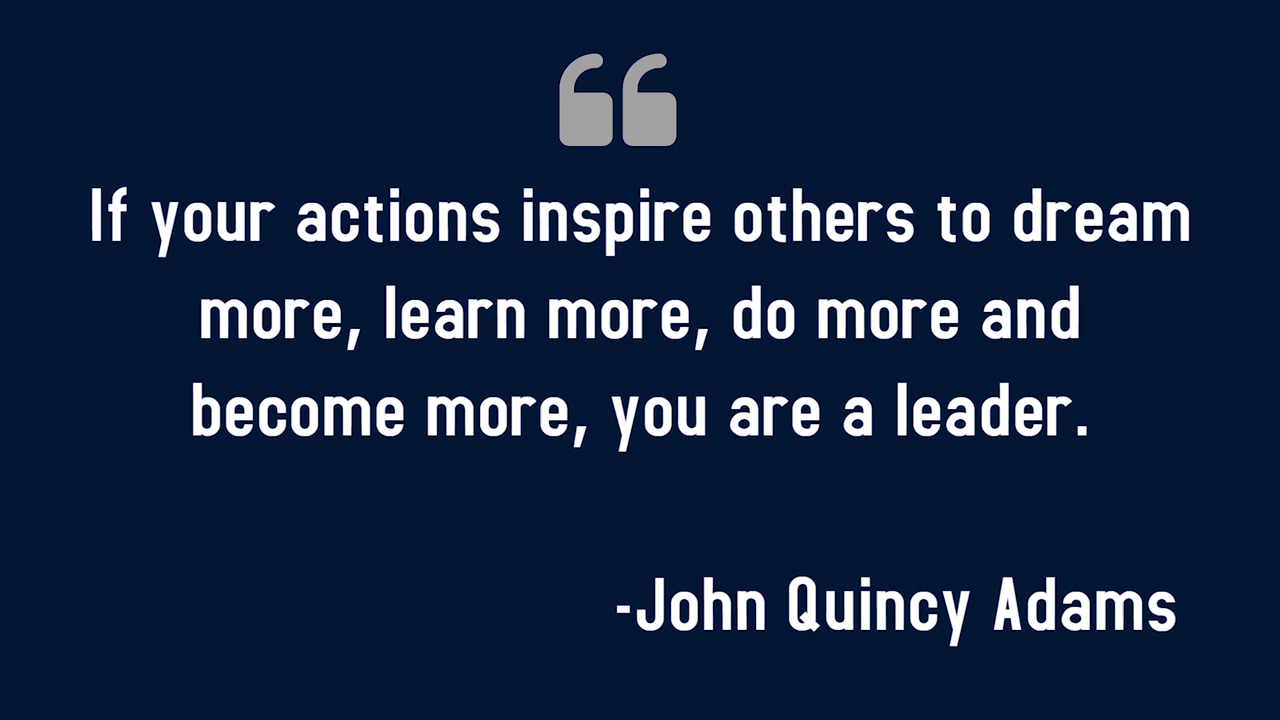 “
If your actions inspire others to dream
more, learn more, do more and
become more, you are a leader.
-John Quincy Adams